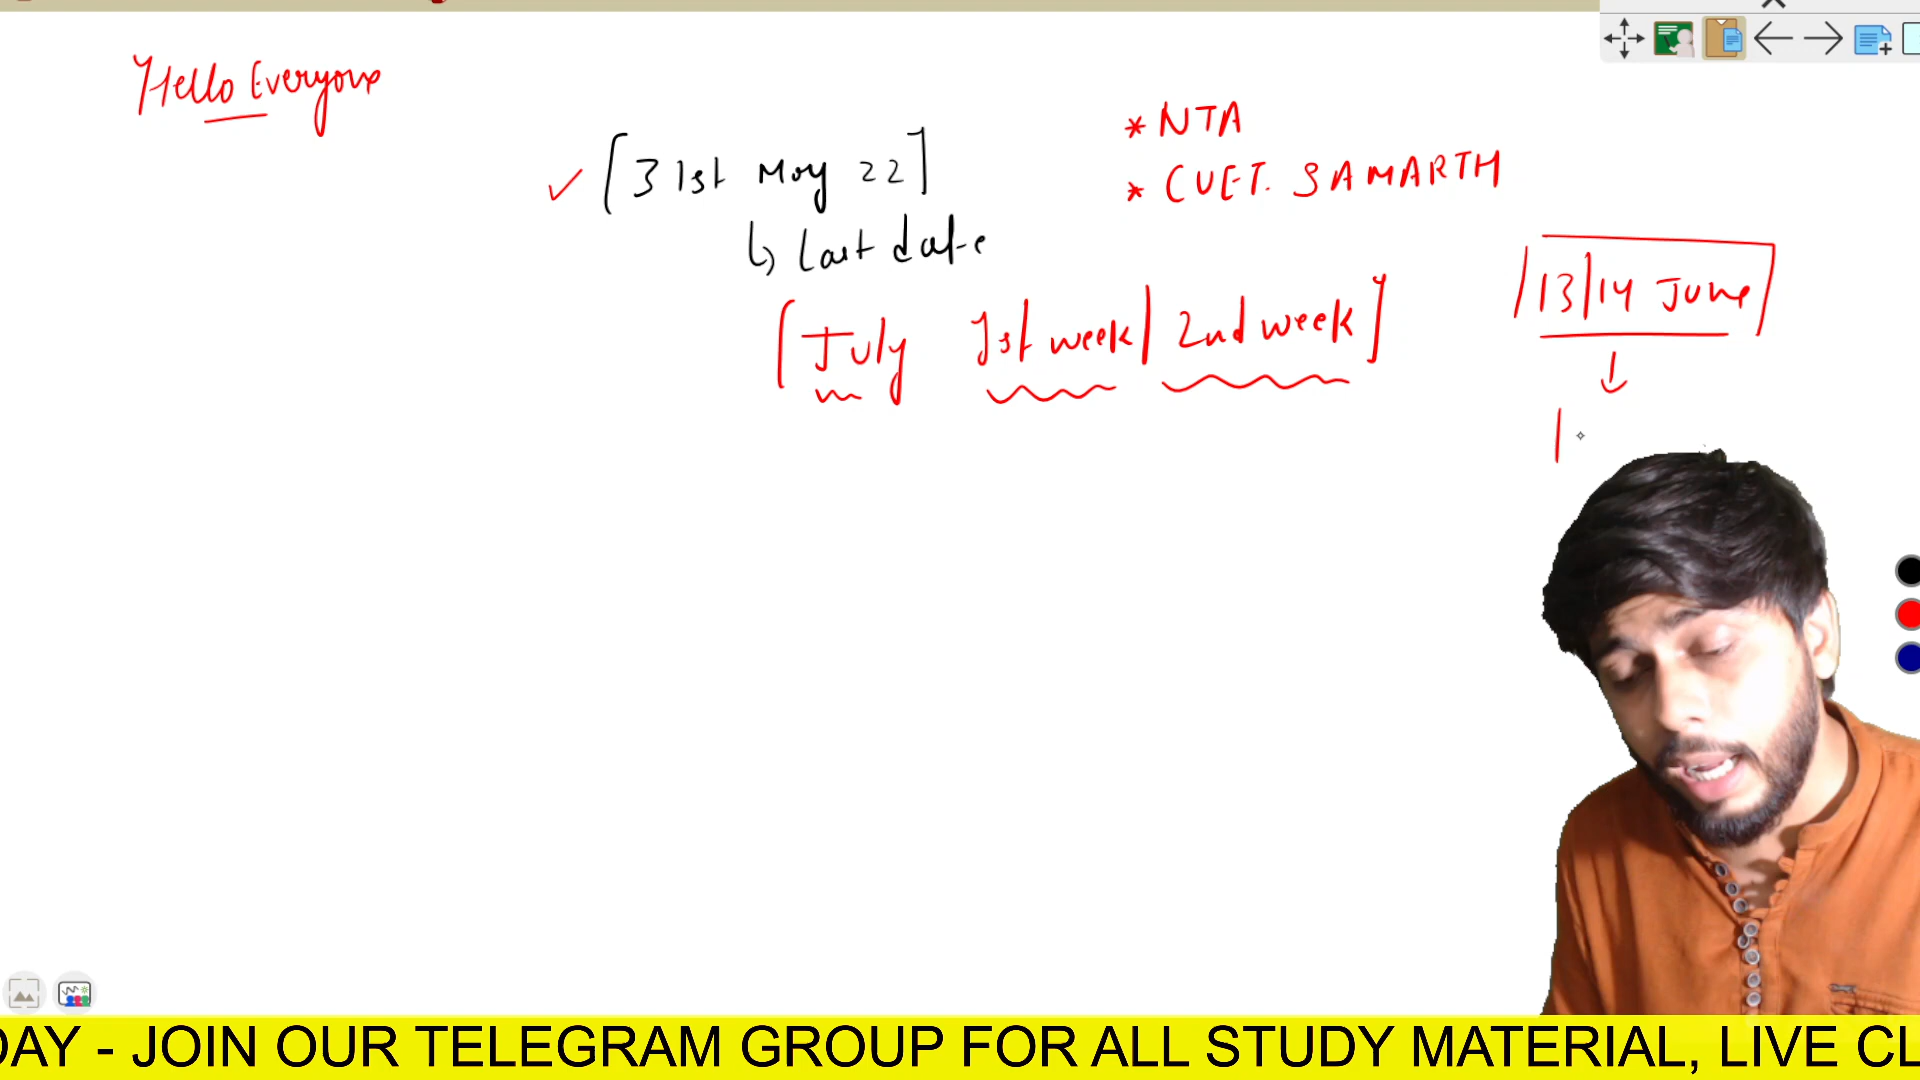 Hello Everyone
[31st May 22]
↳ Last date
* NTA
* CUET. SAMARTH
[July 1st week / 2nd week]
13/14 June
DAY - JOIN OUR TELEGRAM GROUP FOR ALL STUDY MATERIAL, LIVE CL